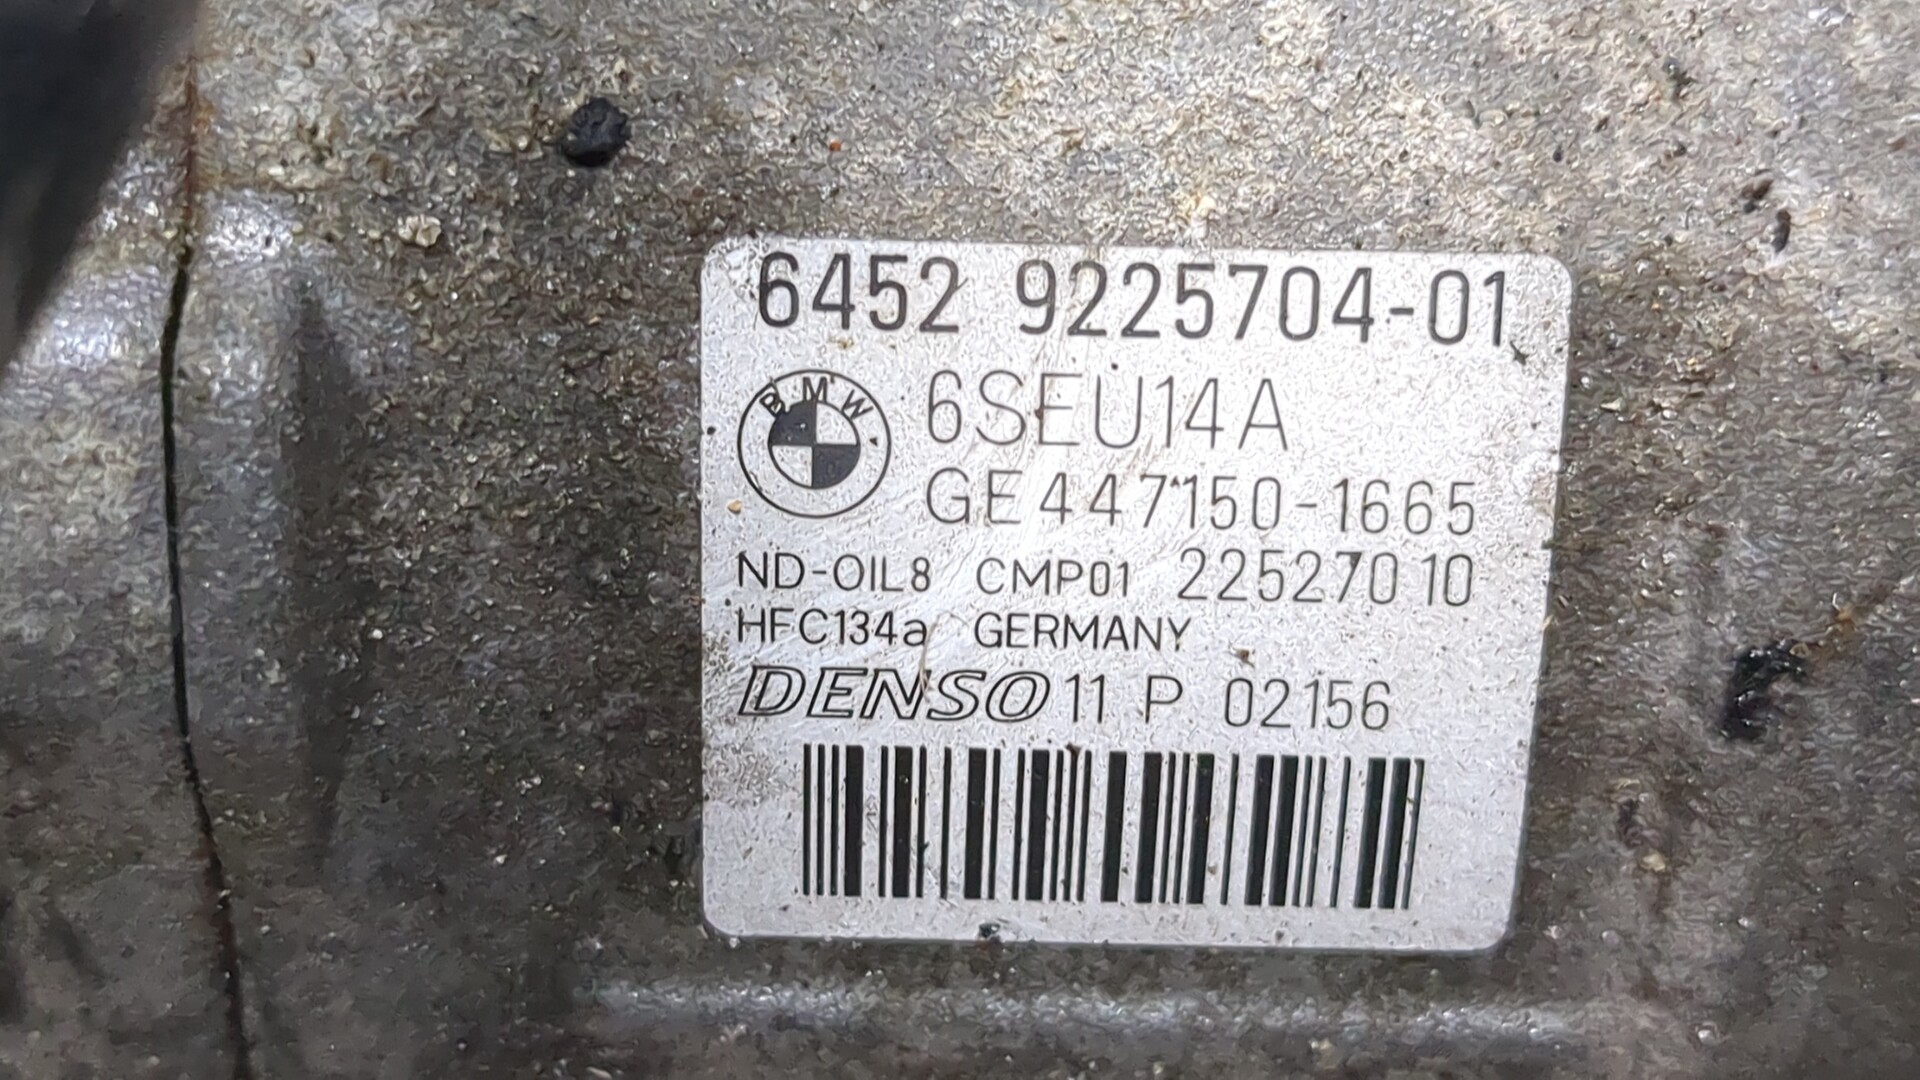 6452 9225704-01
BMW
6SEU14A
GE447150-1665
ND-OIL8 CMP01 22527010
HFC134a GERMANY
DENSO 11 P 02156